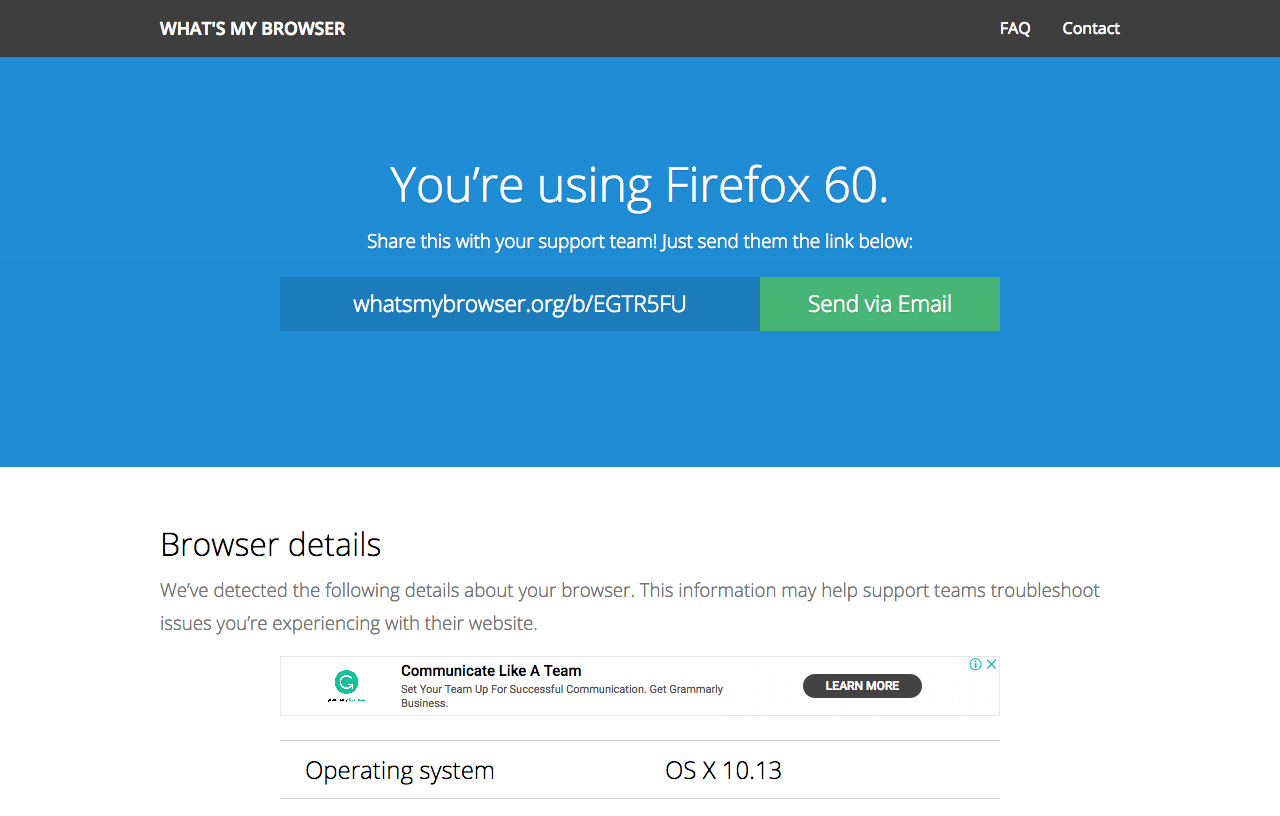 WHAT'S MY BROWSER
FAQ
Contact
You’re using Firefox 60.
Share this with your support team! Just send them the link below:
whatsmybrowser.org/b/EGTR5FU
Send via Email
Browser details
We’ve detected the following details about your browser. This information may help support teams troubleshoot
issues you’re experiencing with their website.
Communicate Like A Team
Set Your Team Up For Successful Communication. Get Grammarly
Business.
LEARN MORE
Operating system
OS X 10.13